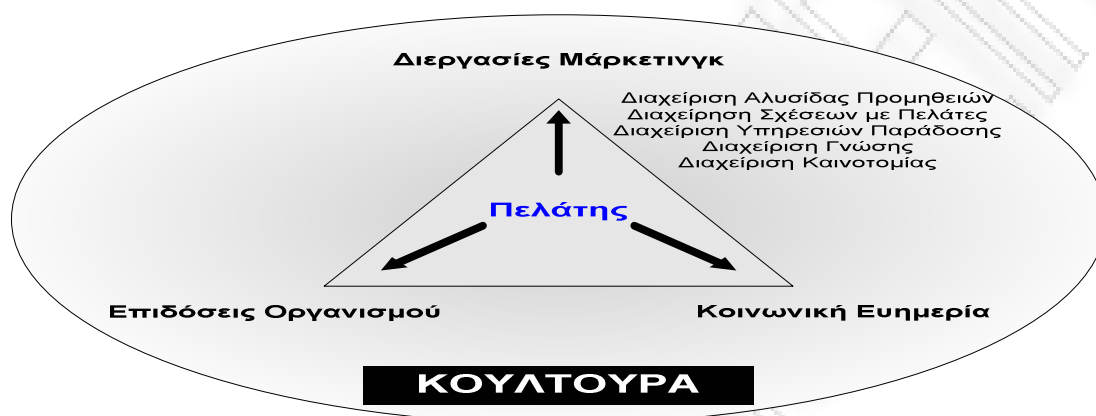 Διεργασίες Μάρκετινγκ
Διαχείριση Αλυσίδας Προμηθειών
Διαχείρηση Σχέσεων με Πελάτες
Διαχείριση Υπηρεσιών Παράδοσης
Διαχείριση Γνώσης
Διαχείριση Καινοτομίας
Πελάτης
Επιδόσεις Οργανισμού
Κοινωνική Ευημερία
ΚΟΥΛΤΟΥΡΑ